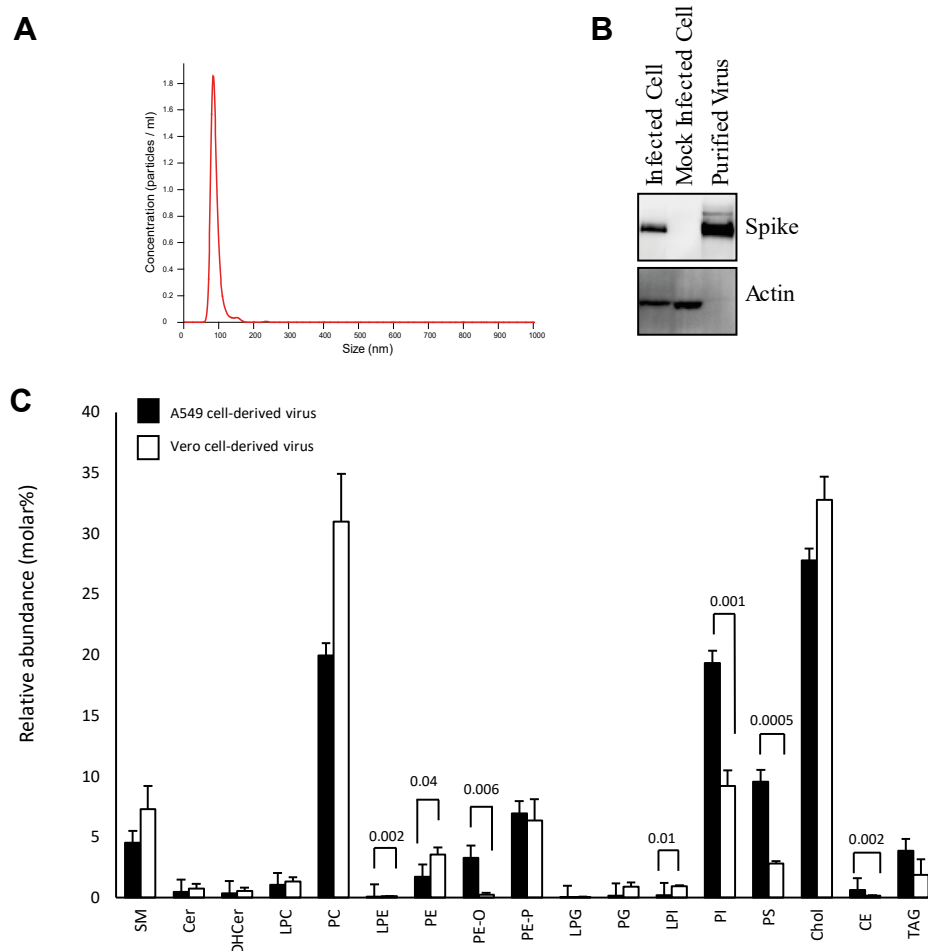 A
Concentration (particles / ml)
1.8
1.6
1.4
1.2
1.0
0.8
0.6
0.4
0.2
0
0 100 200 300 400 500 600 700 800 900 1000
Size (nm)
B
Infected Cell
Mock Infected Cell
Purified Virus
Spike
Actin
C
A549 cell-derived virus
Vero cell-derived virus
Relative abundance (molar%)
40
35
30
25
20
15
10
5
0
0.002
0.04
0.006
0.01
0.001
0.0005
0.002
SM Cer DHCer LPC PC LPE PE PE-O PE-P LPG PG LPI PI PS Chol CE TAG